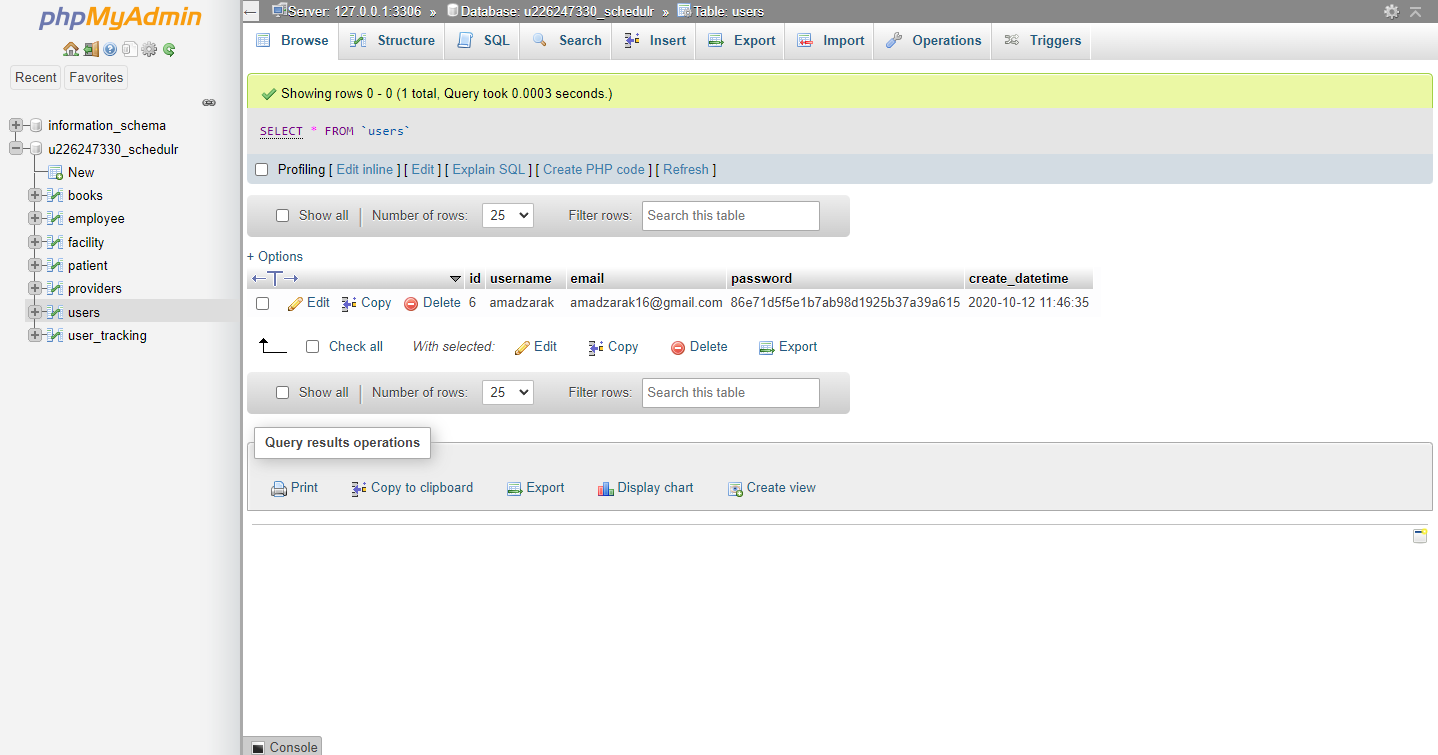 phpMyAdmin
Recent Favorites
information_schema
u226247330_schedulr
New
books
employee
facility
patient
providers
users
user_tracking
Server: 127.0.0.1:3306 » Database: u226247330_schedulr » Table: users
Browse Structure SQL Search Insert Export Import Operations Triggers
Showing rows 0 - 0 (1 total, Query took 0.0003 seconds.)
SELECT * FROM `users`
Profiling [ Edit inline ] [ Edit ] [ Explain SQL ] [ Create PHP code ] [ Refresh ]
Show all Number of rows: 25 Filter rows: Search this table
+ Options
←T→ id username email password create_datetime
Edit Copy Delete 6 amadzarak amadzarak16@gmail.com 86e71d5f5e1b7ab98d1925b37a39a615 2020-10-12 11:46:35
Check all With selected: Edit Copy Delete Export
Show all Number of rows: 25 Filter rows: Search this table
Query results operations
Print Copy to clipboard Export Display chart Create view
Console